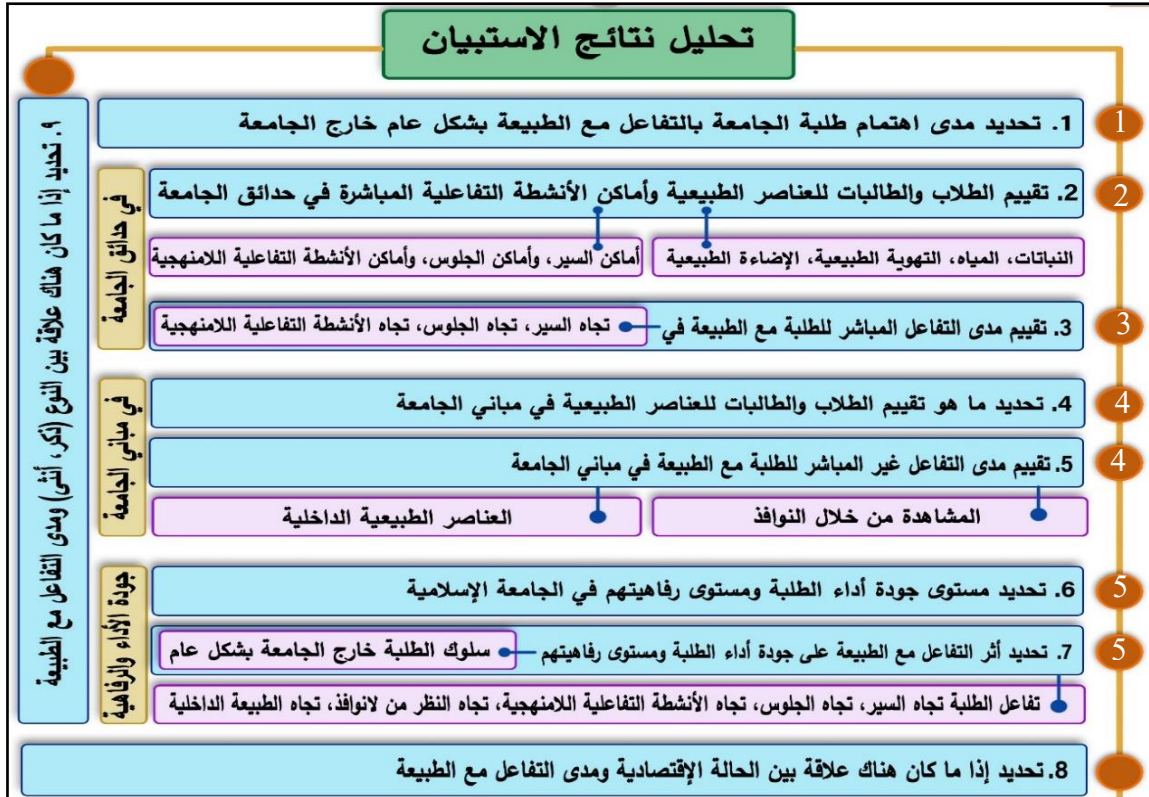 تحليل نتائج الاستبيان
1
1. تحديد مدى اهتمام طلبة الجامعة بالتفاعل مع الطبيعة بشكل عام خارج الجامعة
2
2. تقييم الطلاب والطالبات للعناصر الطبيعية وأماكن الأنشطة التفاعلية المباشرة في حدائق الجامعة
النباتات، المياه، التهوية الطبيعية، الإضاءة الطبيعية
أماكن السير، وأماكن الجلوس، وأماكن الأنشطة التفاعلية اللامنهجية
3
3. تقييم مدى التفاعل المباشر للطلبة مع الطبيعة في
تجاه السير، تجاه الجلوس، تجاه الأنشطة التفاعلية اللامنهجية
في حدائق الجامعة
4
4. تحديد ما هو تقييم الطلاب والطالبات للعناصر الطبيعية في مباني الجامعة
4
5. تقييم مدى التفاعل غير المباشر للطلبة مع الطبيعة في مباني الجامعة
المشاهدة من خلال النوافذ
العناصر الطبيعية الداخلية
في مباني الجامعة
5
6. تحديد مستوى جودة أداء الطلبة ومستوى رفاهيتهم في الجامعة الإسلامية
5
7. تحديد أثر التفاعل مع الطبيعة على جودة أداء الطلبة ومستوى رفاهيتهم
سلوك الطلبة خارج الجامعة بشكل عام
تفاعل الطلبة تجاه السير، تجاه الجلوس، تجاه الأنشطة التفاعلية اللامنهجية، تجاه النظر من لانوافذ، تجاه الطبيعة الداخلية
جودة الأداء والرفاهية
8. تحديد إذا ما كان هناك علاقة بين الحالة الإقتصادية ومدى التفاعل مع الطبيعة
٩. تحديد إذا ما كان هناك علاقة بين النوع (ذكر، أنثى) ومدى التفاعل مع الطبيعة